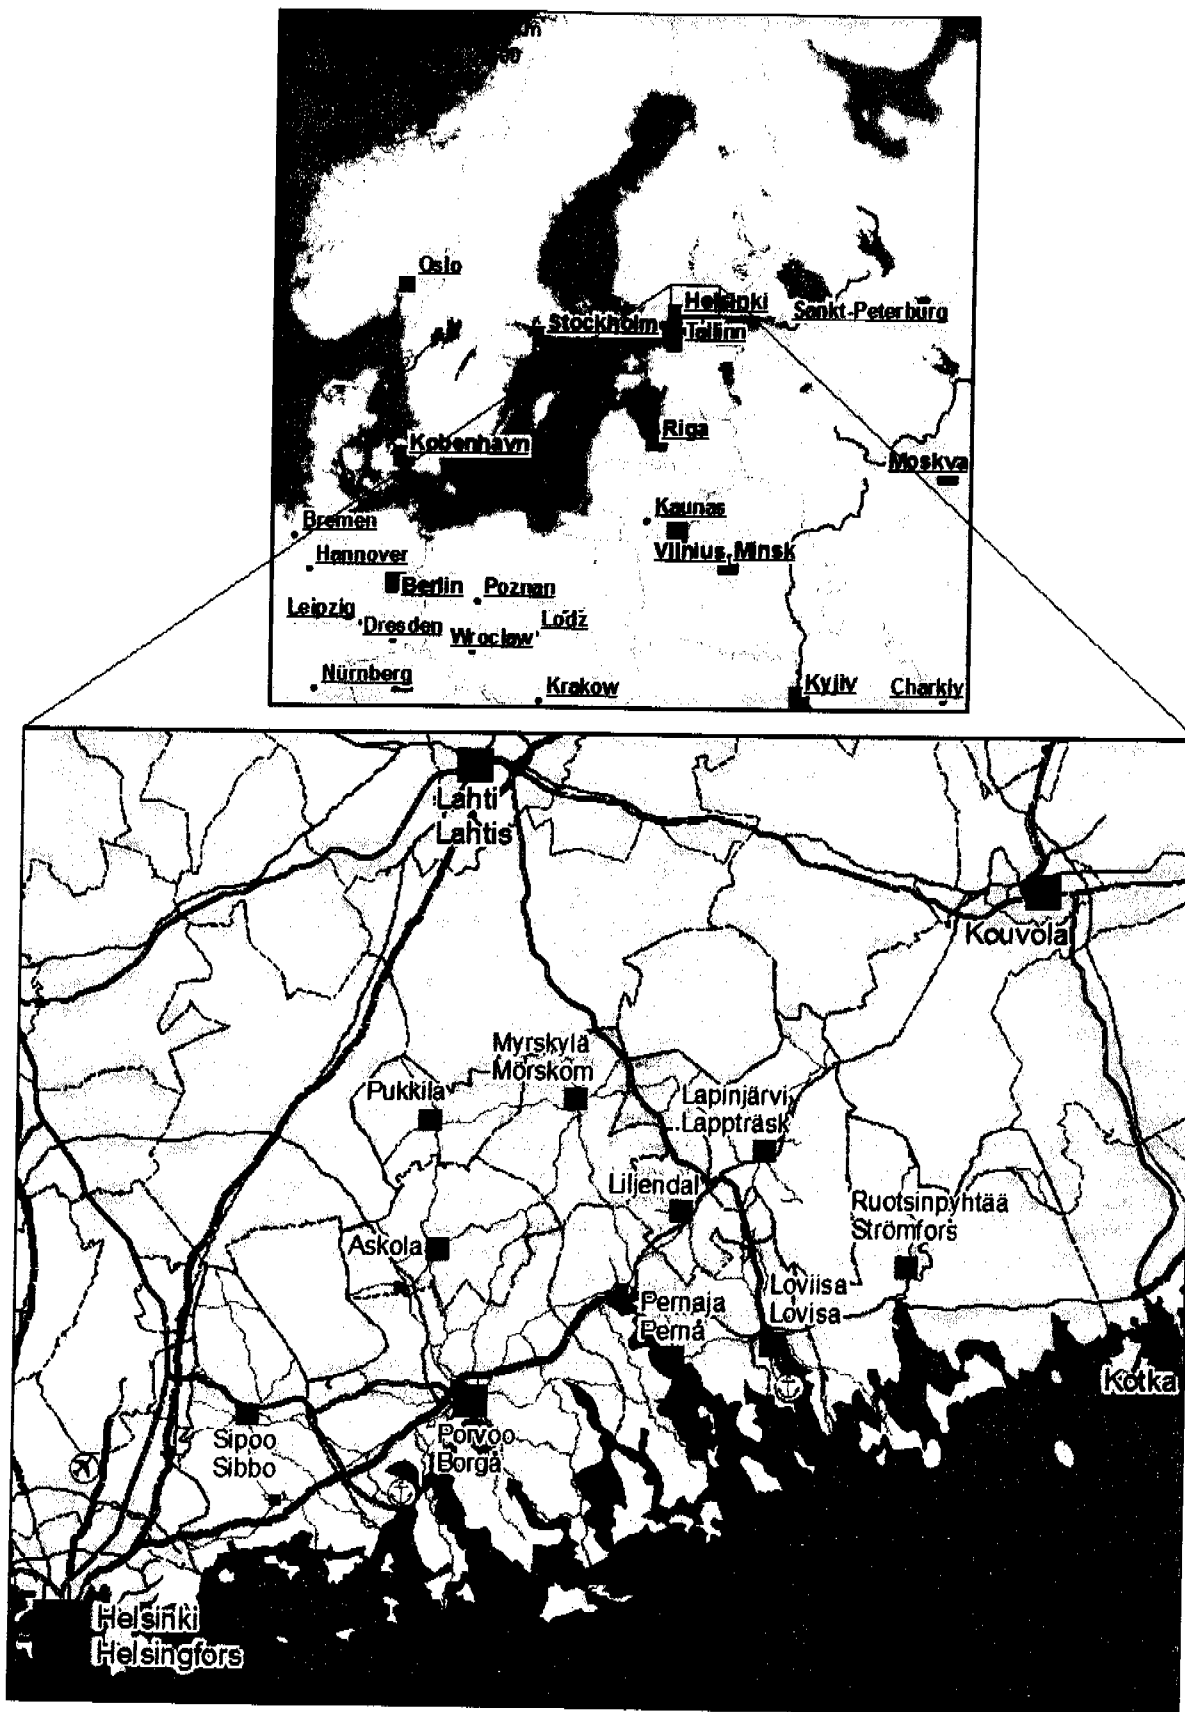 Oslo
Helsinki
Sankt-Peterburg
Stockholm
Tallinn
Riga
Kobenhavn
Moskva
Kaunas
Bremen
Vilnius Minsk
Hannover
Berlin
Poznan
Leipzig
Dresden
Lodz
Wroclaw
Nürnberg
Krakow
Kyjiv
Charkiv
Lahti
Lahtis
Kouvola
Myrskylä
Mörskom
Pukkila
Lapinjärvi
Lappträsk
Liljendal
Ruotsinpyhtää
Strömfors
Askola
Loviisa
Lovisa
Pernaja
Pernå
Kotka
Sipoo
Sibbo
Porvoo
Borgå
Helsinki
Helsingfors